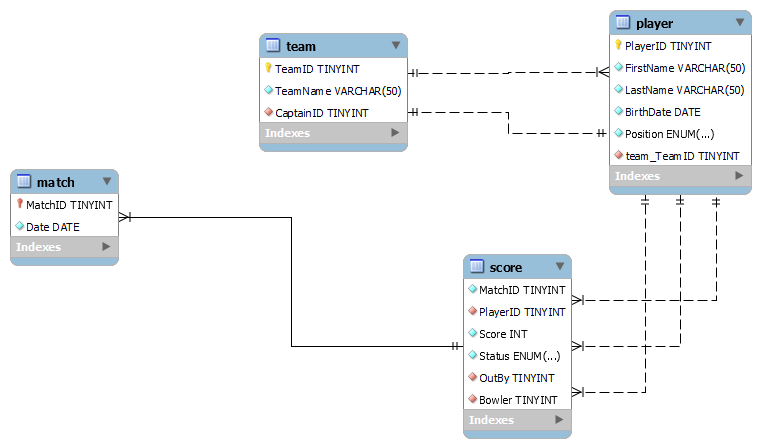 team
TeamID TINYINT
TeamName VARCHAR(50)
CaptainID TINYINT
Indexes
player
PlayerID TINYINT
FirstName VARCHAR(50)
LastName VARCHAR(50)
BirthDate DATE
Position ENUM(...)
team_TeamID TINYINT
Indexes
match
MatchID TINYINT
Date DATE
Indexes
score
MatchID TINYINT
PlayerID TINYINT
Score INT
Status ENUM(...)
OutBy TINYINT
Bowler TINYINT
Indexes